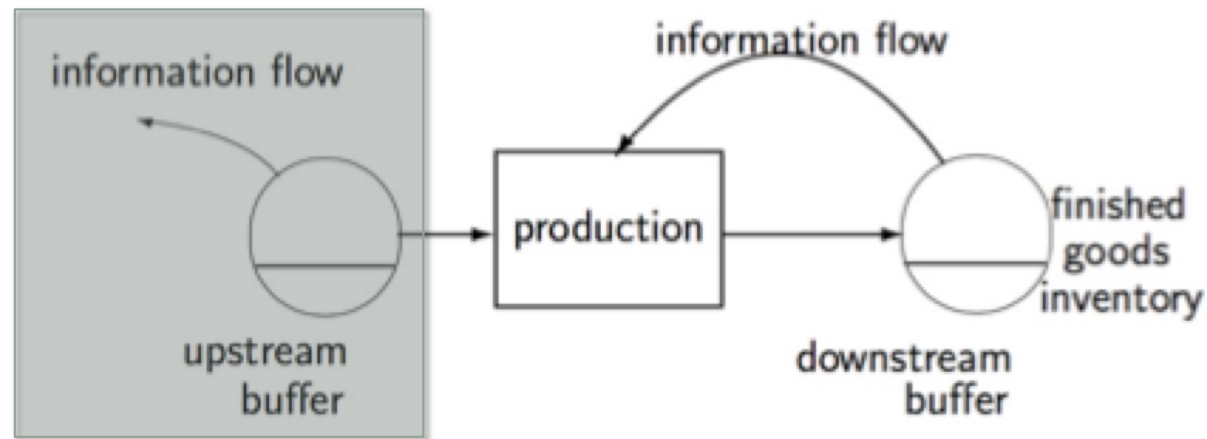 information flow
upstream
buffer
information flow
production
finished
goods
inventory
downstream
buffer